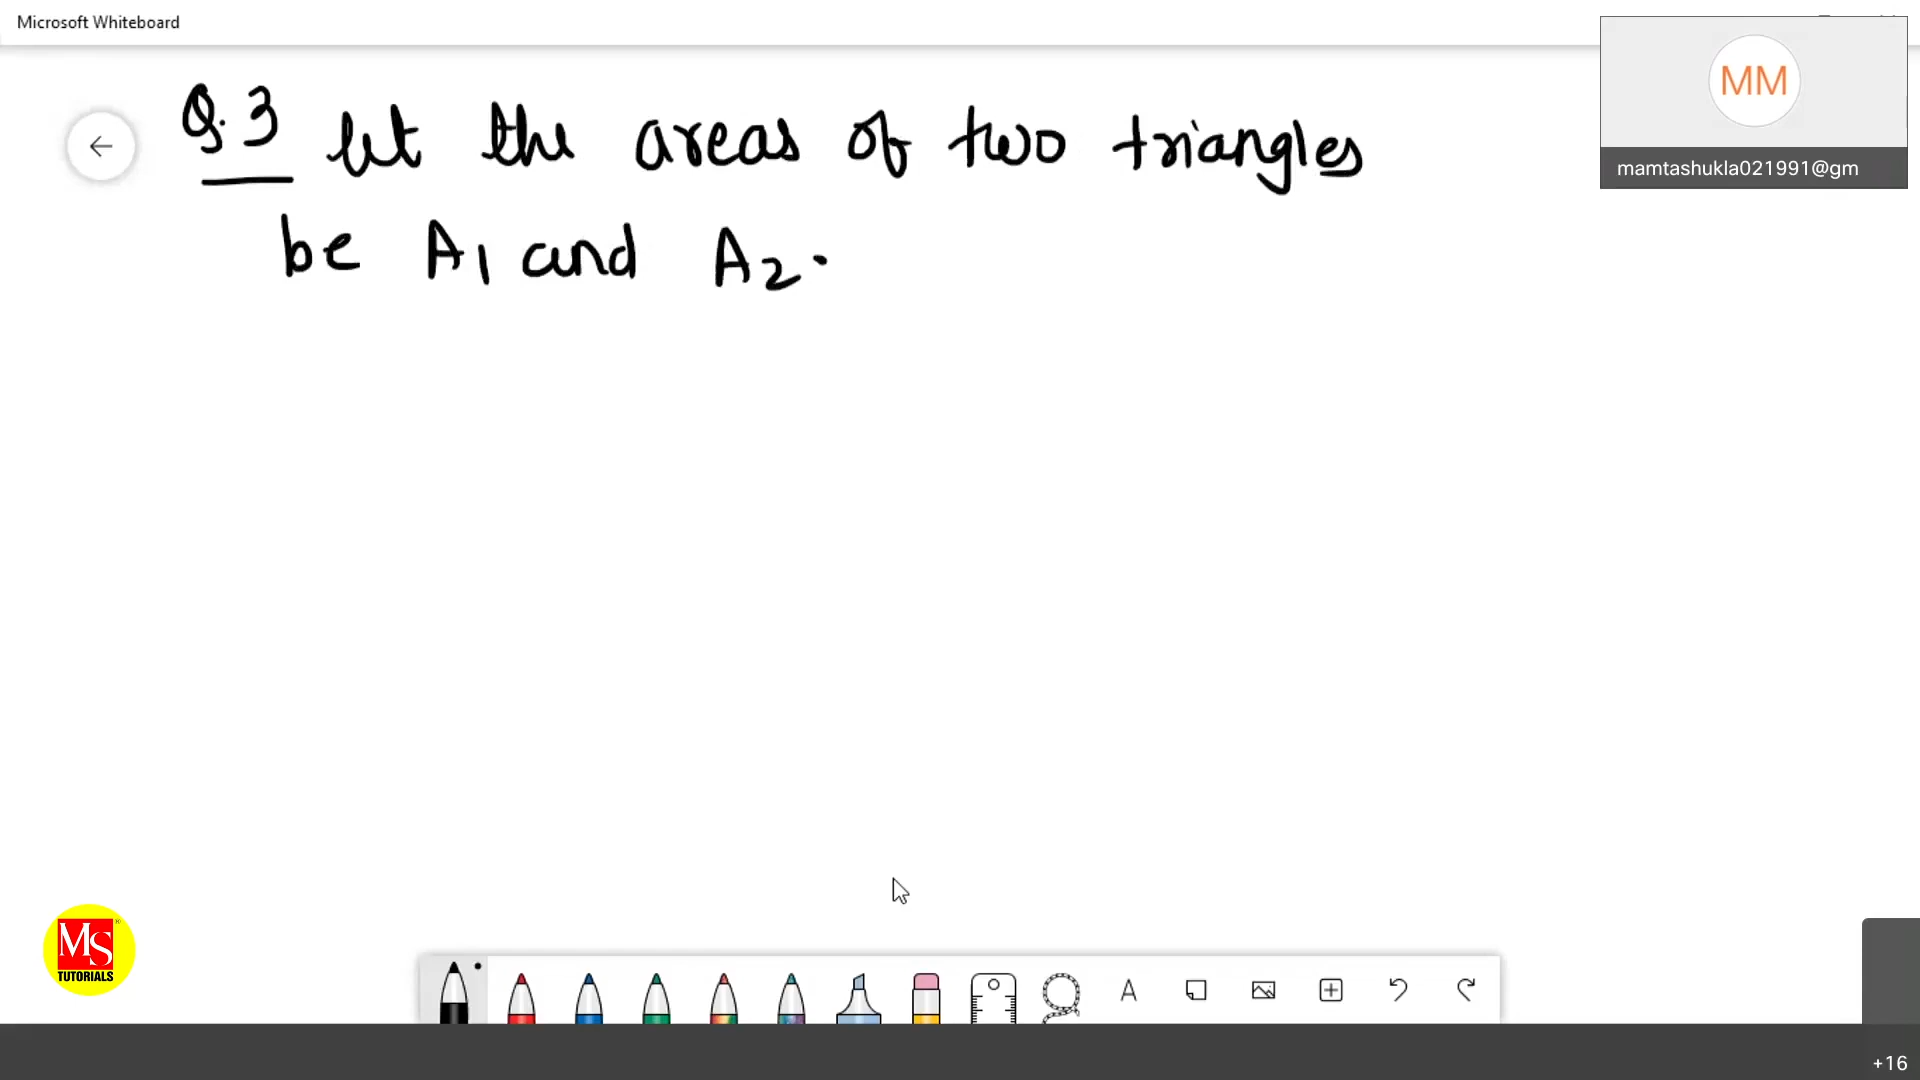 Microsoft Whiteboard
MM
mamtashukla021991@gm
Q.3 let the areas of two triangles
be A1 and A2.
MS
TUTORIALS
A
+16